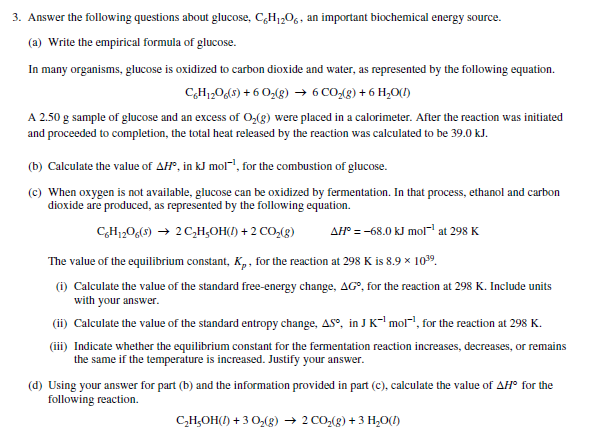 3. Answer the following questions about glucose, C₆H₁₂O₆, an important biochemical energy source.
(a) Write the empirical formula of glucose.
In many organisms, glucose is oxidized to carbon dioxide and water, as represented by the following equation.
C₆H₁₂O₆(s) + 6 O₂(g) → 6 CO₂(g) + 6 H₂O(l)
A 2.50 g sample of glucose and an excess of O₂(g) were placed in a calorimeter. After the reaction was initiated
and proceeded to completion, the total heat released by the reaction was calculated to be 39.0 kJ.
(b) Calculate the value of ΔH°, in kJ mol⁻¹, for the combustion of glucose.
(c) When oxygen is not available, glucose can be oxidized by fermentation. In that process, ethanol and carbon
dioxide are produced, as represented by the following equation.
C₆H₁₂O₆(s) → 2 C₂H₅OH(l) + 2 CO₂(g) ΔH° = −68.0 kJ mol⁻¹ at 298 K
The value of the equilibrium constant, Kₚ, for the reaction at 298 K is 8.9 × 10³⁹.
(i) Calculate the value of the standard free-energy change, ΔG°, for the reaction at 298 K. Include units
with your answer.
(ii) Calculate the value of the standard entropy change, ΔS°, in J K⁻¹ mol⁻¹, for the reaction at 298 K.
(iii) Indicate whether the equilibrium constant for the fermentation reaction increases, decreases, or remains
the same if the temperature is increased. Justify your answer.
(d) Using your answer for part (b) and the information provided in part (c), calculate the value of ΔH° for the
following reaction.
C₂H₅OH(l) + 3 O₂(g) → 2 CO₂(g) + 3 H₂O(l)